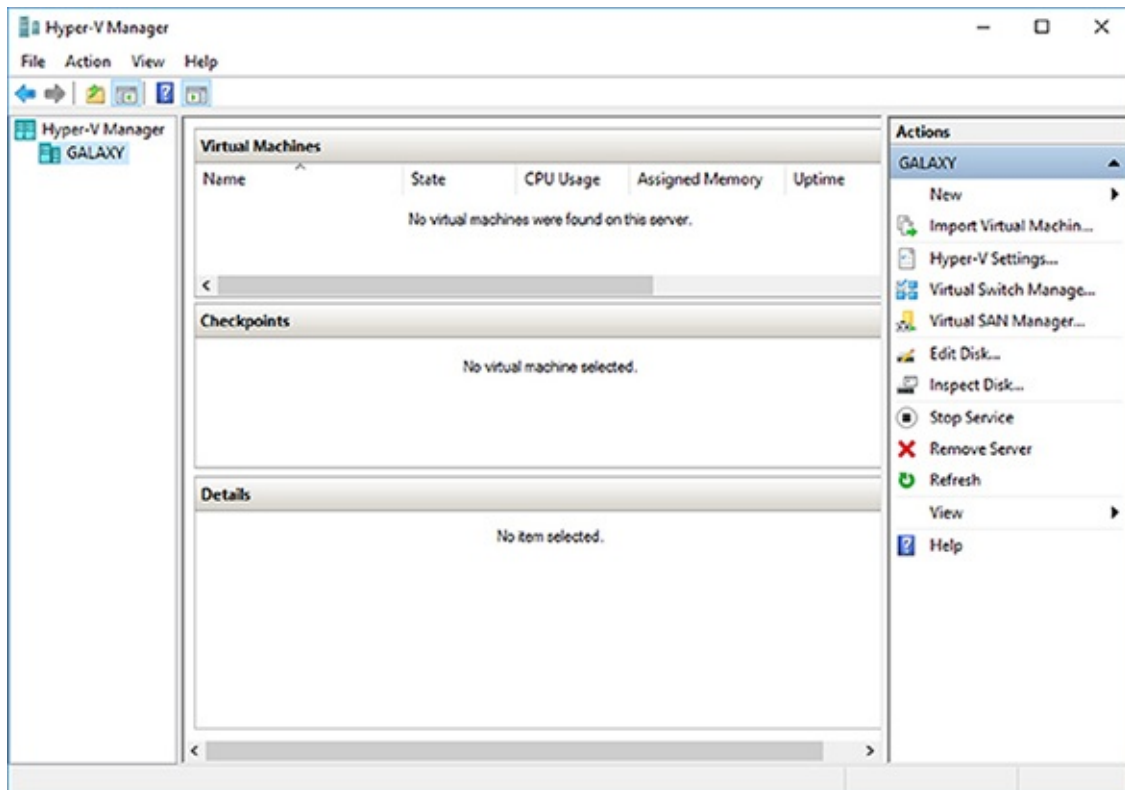 Hyper-V Manager
File Action View Help
Hyper-V Manager
GALAXY
Virtual Machines
Name State CPU Usage Assigned Memory Uptime
No virtual machines were found on this server.
Checkpoints
No virtual machine selected.
Details
No item selected.
Actions
GALAXY
New
Import Virtual Machin...
Hyper-V Settings...
Virtual Switch Manage...
Virtual SAN Manager...
Edit Disk...
Inspect Disk...
Stop Service
Remove Server
Refresh
View
Help